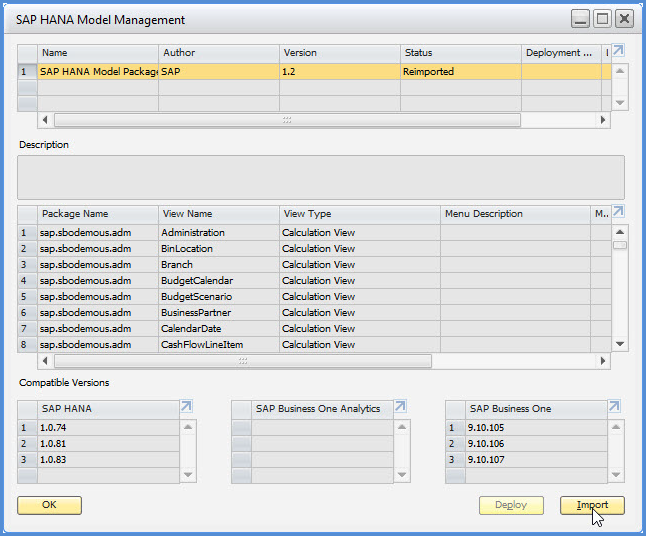 SAP HANA Model Management
Name Author Version Status Deployment ... I
1 SAP HANA Model Package SAP 1.2 Reimported
Description
Package Name View Name View Type Menu Description M..
1 sap.sbodemous.adm Administration Calculation View
2 sap.sbodemous.adm BinLocation Calculation View
3 sap.sbodemous.adm Branch Calculation View
4 sap.sbodemous.adm BudgetCalendar Calculation View
5 sap.sbodemous.adm BudgetScenario Calculation View
6 sap.sbodemous.adm BusinessPartner Calculation View
7 sap.sbodemous.adm CalendarDate Calculation View
8 sap.sbodemous.adm CashFlowLineItem Calculation View
Compatible Versions
SAP HANA SAP Business One Analytics SAP Business One
1 1.0.74 1 9.10.105
2 1.0.81 2 9.10.106
3 1.0.83 3 9.10.107
OK Deploy Import